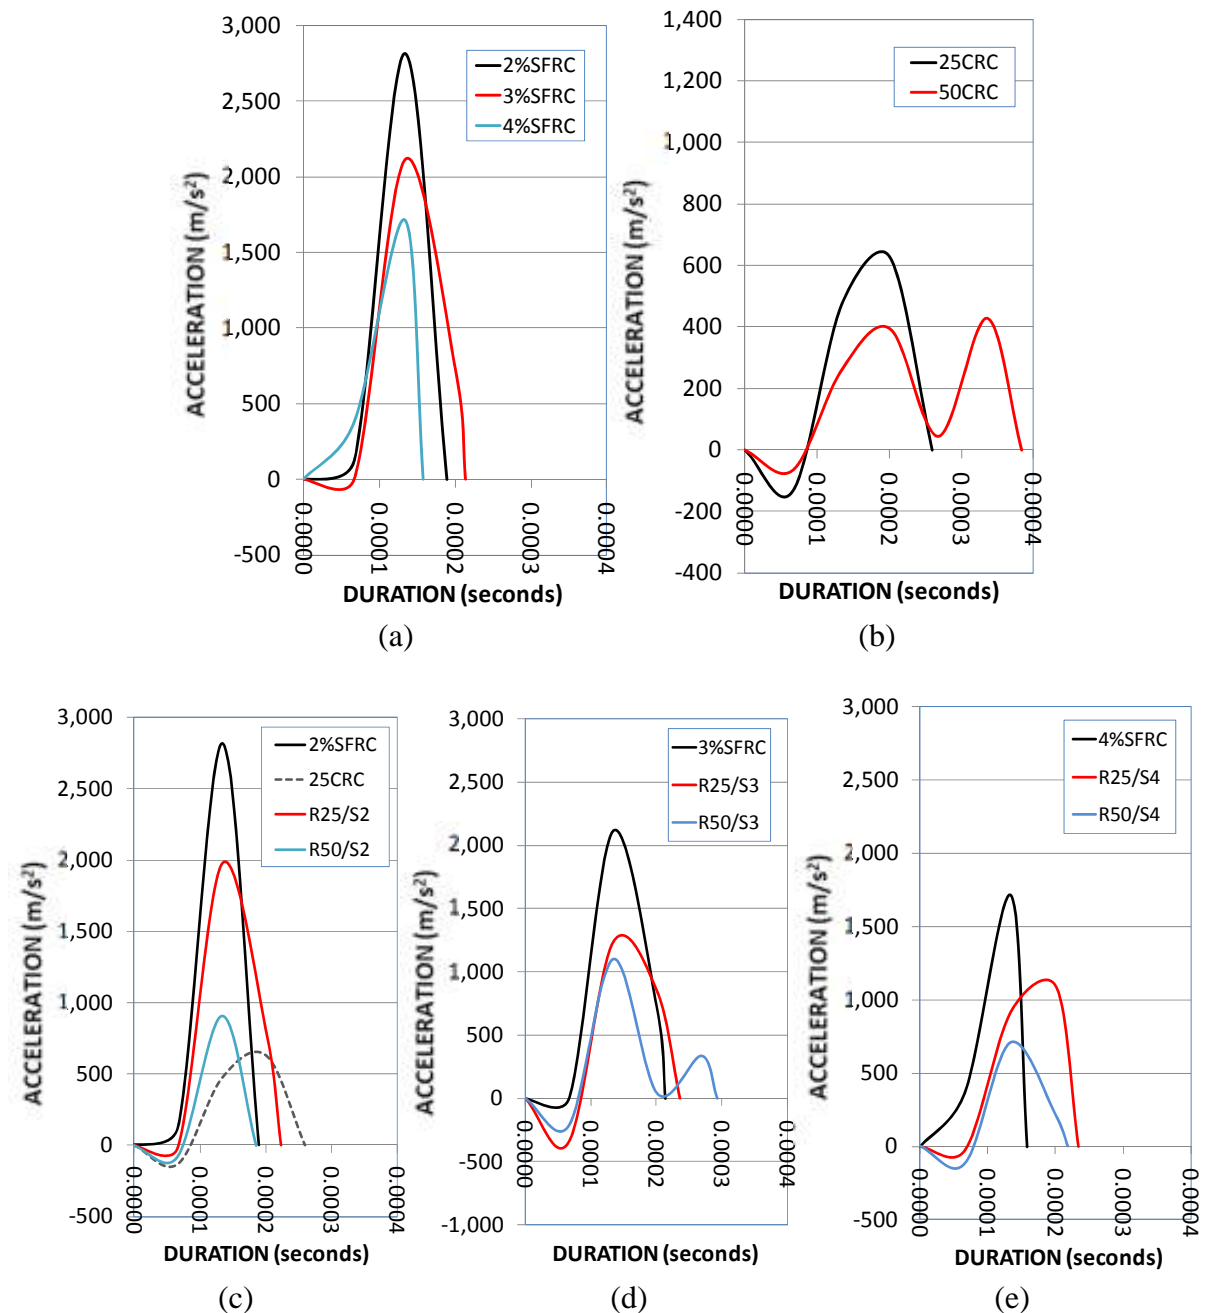 3,000
2,500
2,000
1,500
1,000
500
0
-500
ACCELERATION (m/s²)
2%SFRC
3%SFRC
4%SFRC
0.0000
0.0001
0.0002
0.0003
0.0004
DURATION (seconds)
(a)
1,400
1,200
1,000
800
600
400
200
0
-200
-400
ACCELERATION (m/s²)
25CRC
50CRC
0.0000
0.0001
0.0002
0.0003
0.0004
DURATION (seconds)
(b)
3,000
2,500
2,000
1,500
1,000
500
0
-500
ACCELERATION (m/s²)
2%SFRC
25CRC
R25/S2
R50/S2
0.0000
0.0001
0.0002
0.0003
0.0004
DURATION (seconds)
(c)
3,000
2,500
2,000
1,500
1,000
500
0
-500
-1,000
ACCELERATION (m/s²)
3%SFRC
R25/S3
R50/S3
0.0000
0.0001
0.0002
0.0003
0.0004
DURATION (seconds)
(d)
3,000
2,500
2,000
1,500
1,000
500
0
-500
ACCELERATION (m/s²)
4%SFRC
R25/S4
R50/S4
0.0000
0.0001
0.0002
0.0003
0.0004
DURATION (seconds)
(e)